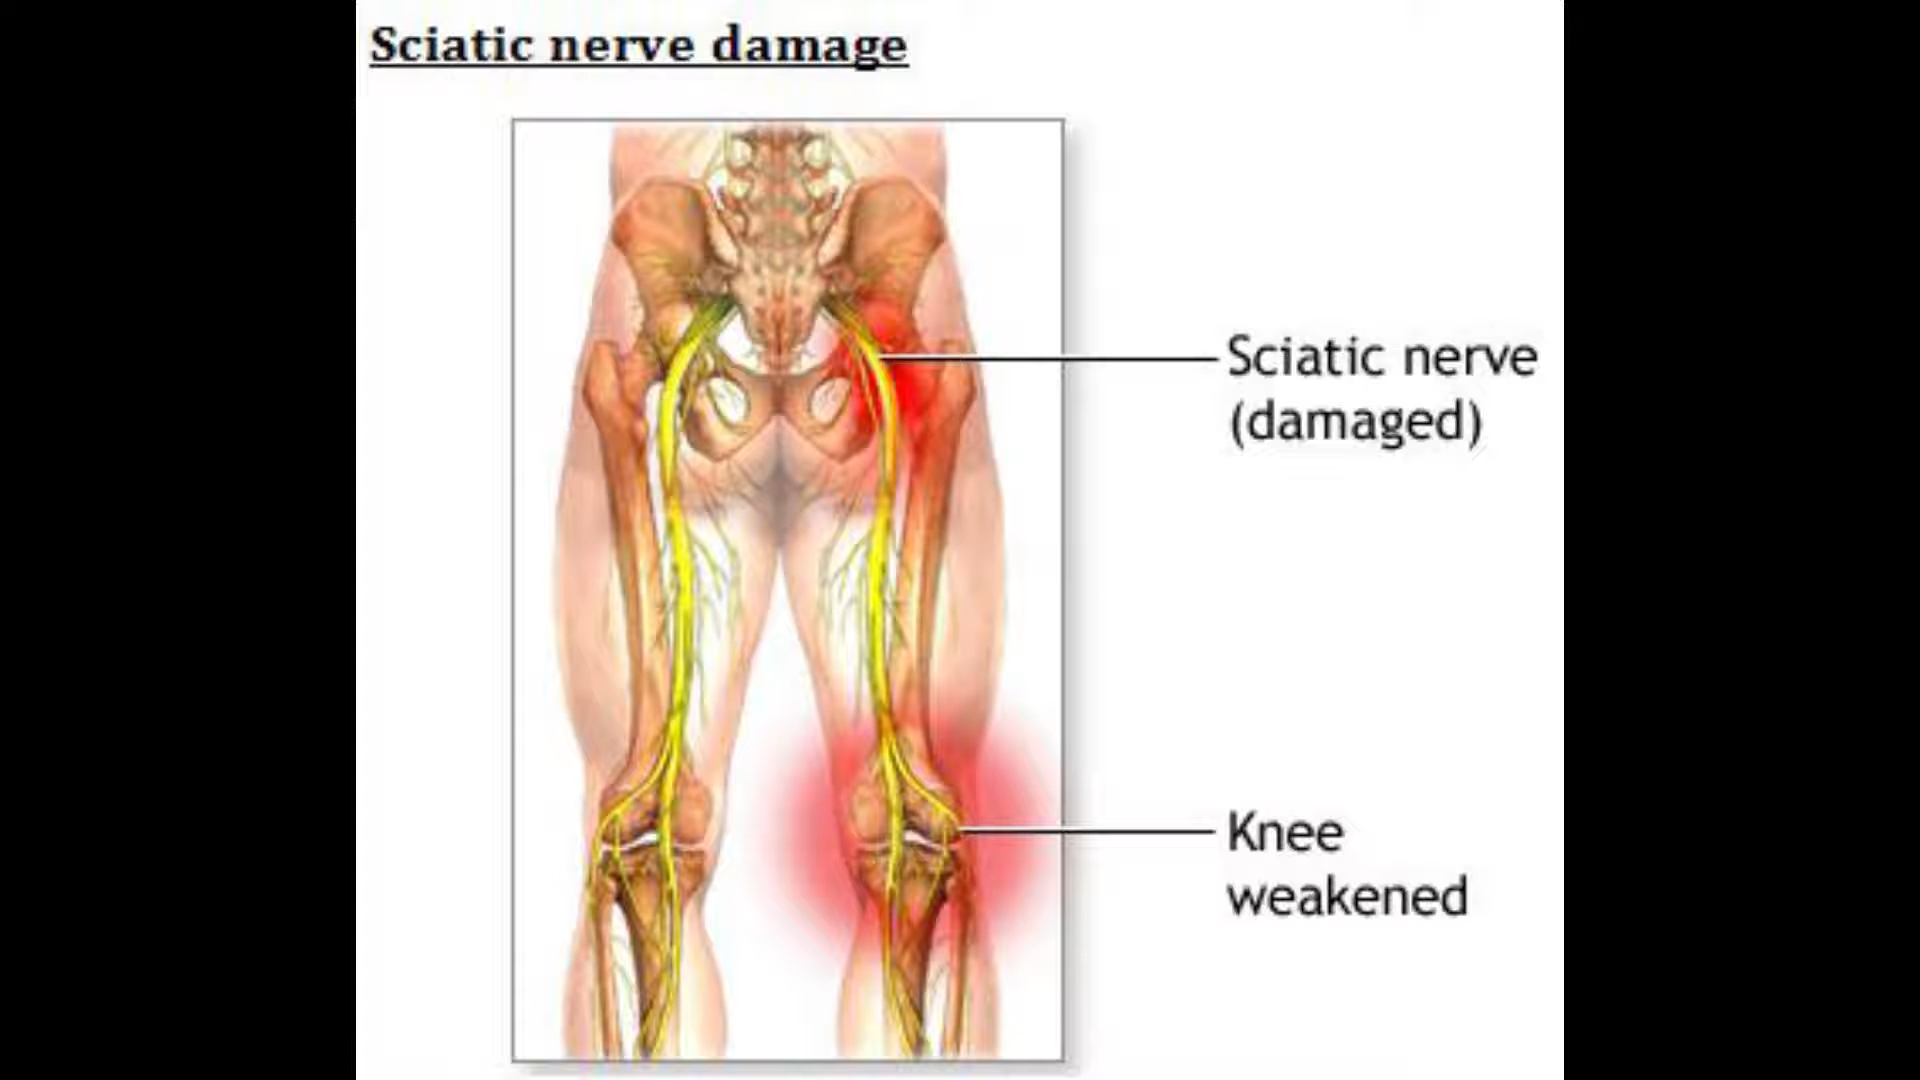 Sciatic nerve damage
Sciatic nerve
(damaged)
Knee
weakened